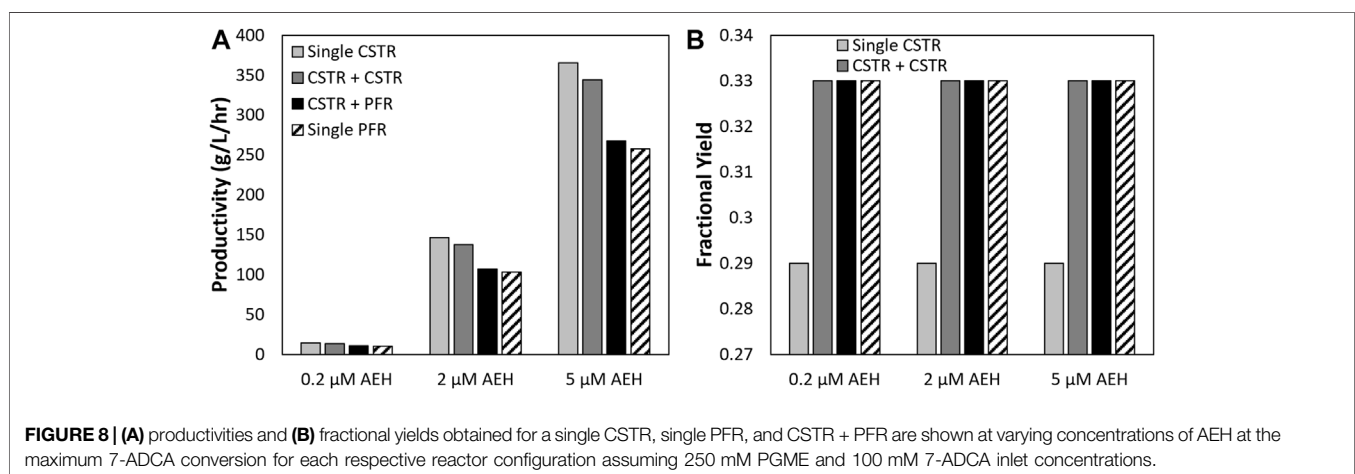 A
Productivity (g/L/hr)
400
350
300
250
200
150
100
50
0
Single CSTR
CSTR + CSTR
CSTR + PFR
Single PFR
0.2 µM AEH
2 µM AEH
5 µM AEH
B
Fractional Yield
0.34
0.33
0.32
0.31
0.3
0.29
0.28
0.27
Single CSTR
CSTR + CSTR
0.2 µM AEH
2 µM AEH
5 µM AEH
FIGURE 8 | (A) productivities and (B) fractional yields obtained for a single CSTR, single PFR, and CSTR + PFR are shown at varying concentrations of AEH at the
maximum 7-ADCA conversion for each respective reactor configuration assuming 250 mM PGME and 100 mM 7-ADCA inlet concentrations.